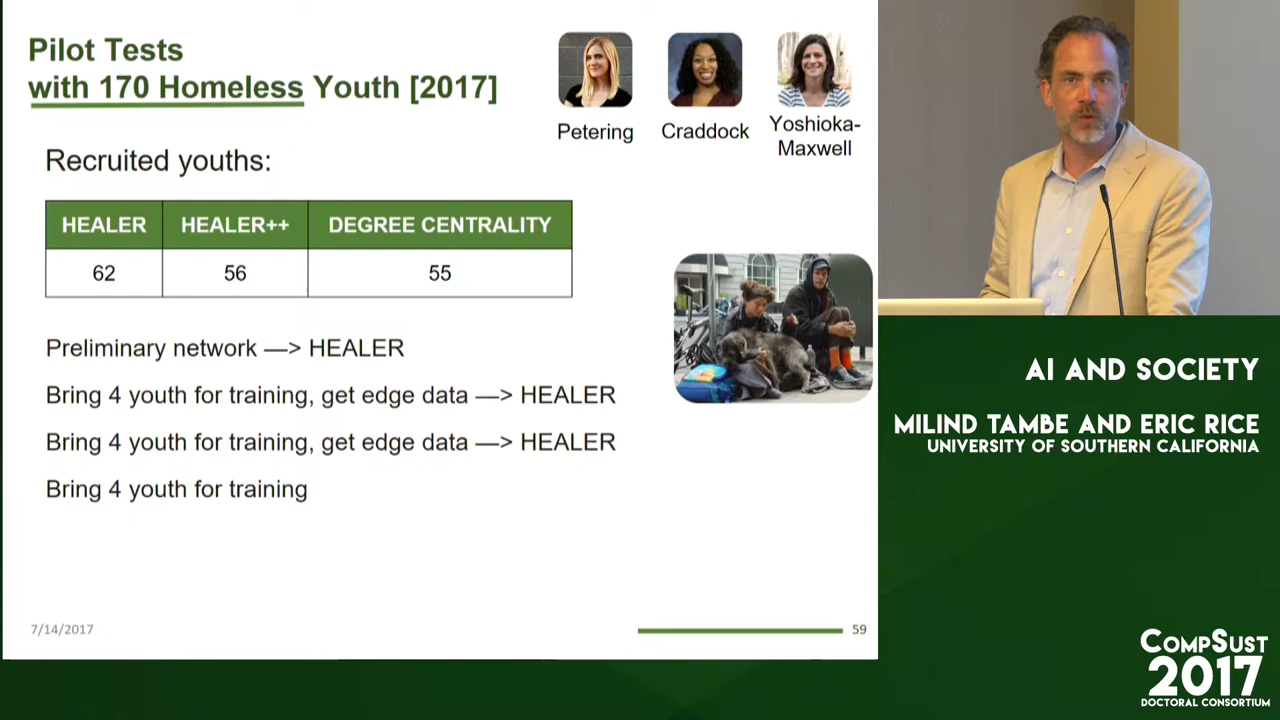 Pilot Tests
with 170 Homeless Youth [2017]
Petering
Craddock
Yoshioka-
Maxwell
Recruited youths:
HEALER
HEALER++
DEGREE CENTRALITY
62
56
55
Preliminary network —> HEALER
Bring 4 youth for training, get edge data —> HEALER
Bring 4 youth for training, get edge data —> HEALER
Bring 4 youth for training
7/14/2017
59
AI AND SOCIETY
MILIND TAMBE AND ERIC RICE
UNIVERSITY OF SOUTHERN CALIFORNIA
COMPSUST
2017
DOCTORAL CONSORTIUM